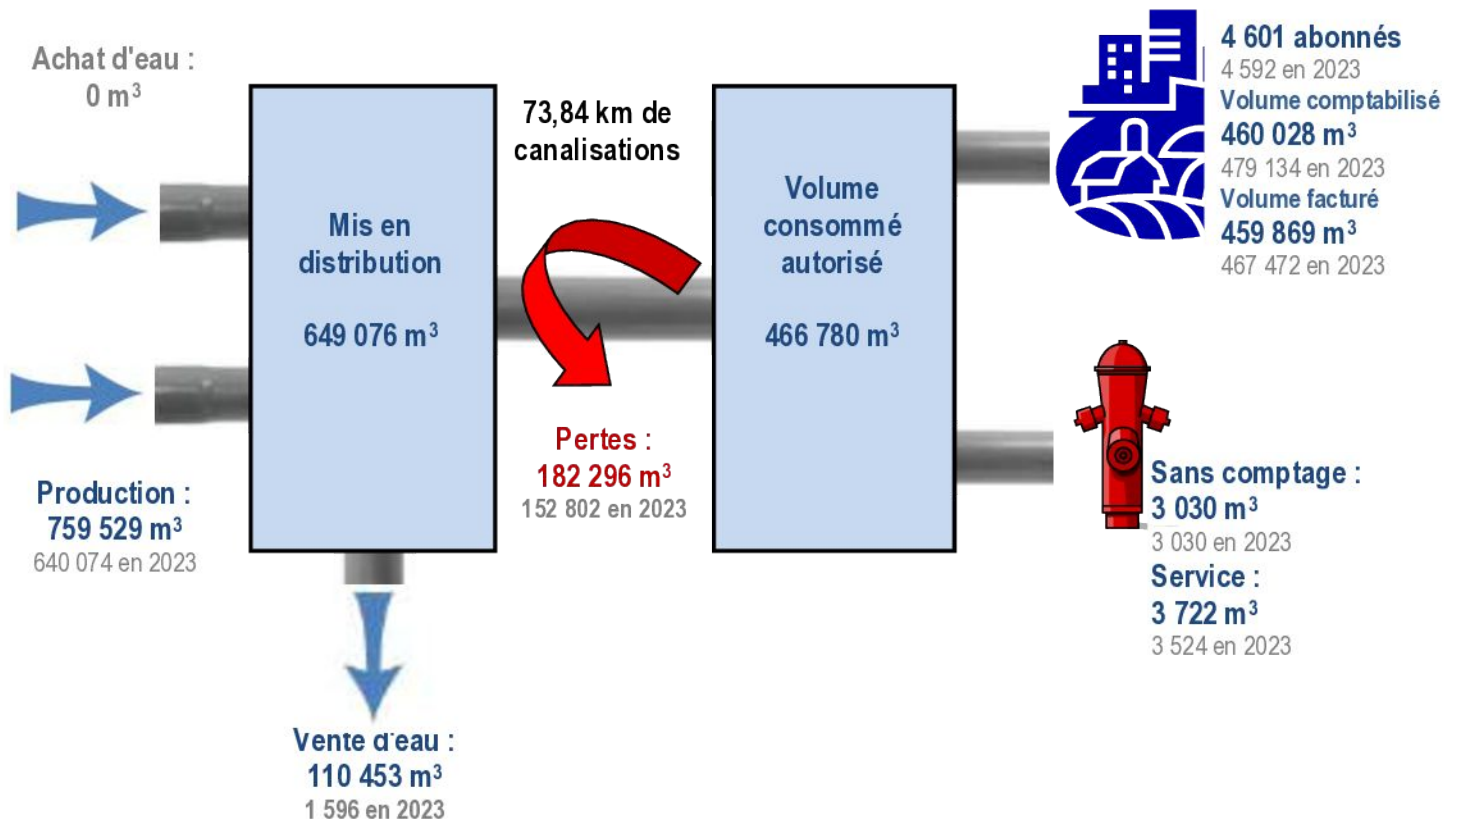 Achat d'eau :
0 m³
Mis en
distribution
649 076 m³
73,84 km de
canalisations
Volume
consommé
autorisé
466 780 m³
4 601 abonnés
4 592 en 2023
Volume comptabilisé
460 028 m³
479 134 en 2023
Volume facturé
459 869 m³
467 472 en 2023
Pertes :
182 296 m³
152 802 en 2023
Production :
759 529 m³
640 074 en 2023
Sans comptage :
3 030 m³
3 030 en 2023
Service :
3 722 m³
3 524 en 2023
Vente d'eau :
110 453 m³
1 596 en 2023